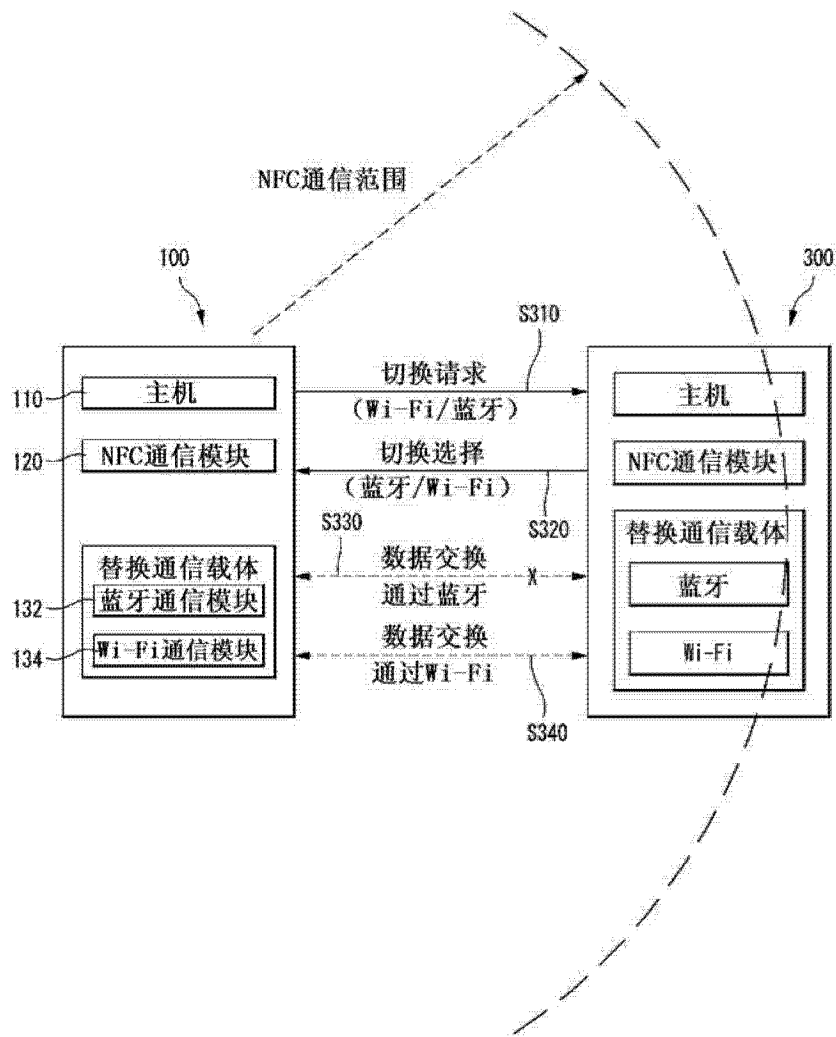 NFC通信范围
100
300
S310
切换请求
(Wi-Fi/蓝牙)
切换选择
(蓝牙/Wi-Fi)
S320
S330
数据交换
通过蓝牙
X
数据交换
通过Wi-Fi
S340
110
主机
120
NFC通信模块
替换通信载体
132
蓝牙通信模块
134
Wi-Fi通信模块
主机
NFC通信模块
替换通信载体
蓝牙
Wi-Fi